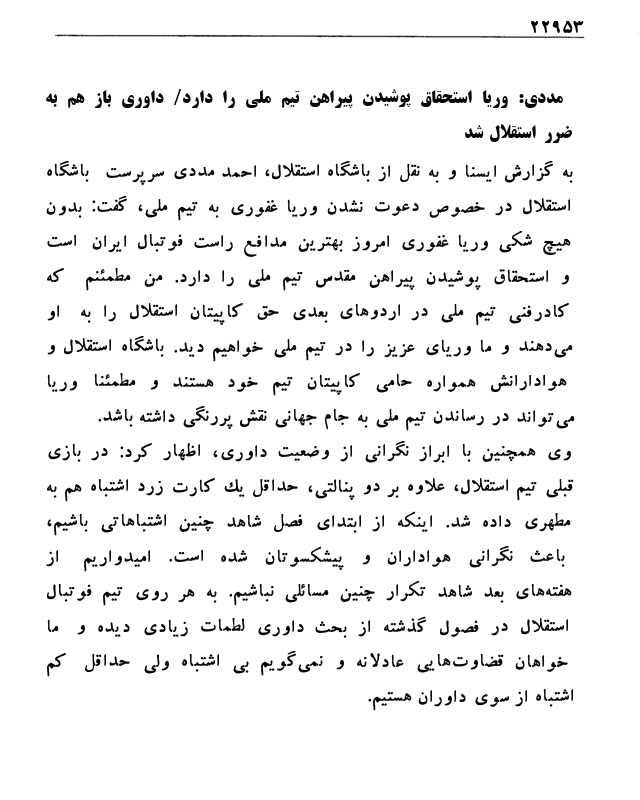 ۲۲۹۵۳
مددی: وریا استحقاق پوشیدن پیراهن تیم ملی را دارد/ داوری باز هم به
ضرر استقلال شد
به گزارش ایسنا و به نقل از باشگاه استقلال، احمد مددی سرپرست باشگاه
استقلال در خصوص دعوت نشدن وریا غفوری به تیم ملی، گفت: بدون
هیچ شکی وریا غفوری امروز بهترین مدافع راست فوتبال ایران است
و استحقاق پوشیدن پیراهن مقدس تیم ملی را دارد. من مطمئنم که
کادرفنی تیم ملی در اردوهای بعدی حق کاپیتان استقلال را به او
می‌دهند و ما وریای عزیز را در تیم ملی خواهیم دید. باشگاه استقلال و
هوادارانش همواره حامی کاپیتان تیم خود هستند و مطمئنا وریا
می‌تواند در رساندن تیم ملی به جام جهانی نقش پررنگی داشته باشد.
وی همچنین با ابراز نگرانی از وضعیت داوری، اظهار کرد: در بازی
قبلی تیم استقلال، علاوه بر دو پنالتی، حداقل یك کارت زرد اشتباه هم به
مطهری داده شد. اینکه از ابتدای فصل شاهد چنین اشتباهاتی باشیم،
باعث نگرانی هواداران و پیشکسوتان شده است. امیدواریم از
هفته‌های بعد شاهد تکرار چنین مسائلی نباشیم. به هر روی تیم فوتبال
استقلال در فصول گذشته از بحث داوری لطمات زیادی دیده و ما
خواهان قضاوت‌هایی عادلانه و نمی‌گویم بی اشتباه ولی حداقل کم
اشتباه از سوی داوران هستیم.